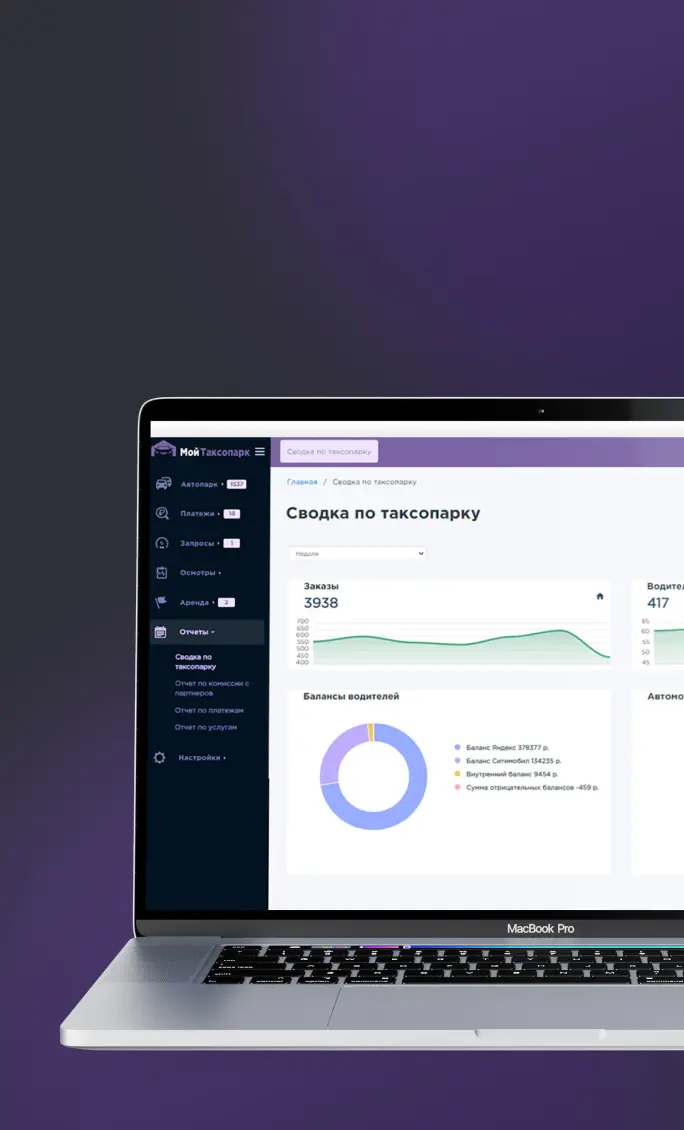 Мой Таксопарк
Сводка по таксопарку
Главная / Сводка по таксопарку
Автопарк 1537
Платежи 18
Запросы 1
Осмотры
Аренда 2
Отчеты
Сводка по
таксопарку
Отчет по комиссии с
партнеров
Отчет по платежам
Отчет по услугам
Настройки
Сводка по таксопарку
Неделя
Заказы
3938
700
650
600
550
500
450
400
Водител
417
65
60
55
50
45
Балансы водителей
Баланс Яндекс 378377 р.
Баланс Ситимобил 134235 р.
Внутренний баланс 9454 р.
Сумма отрицательных балансов -459 р.
Автомо
MacBook Pro